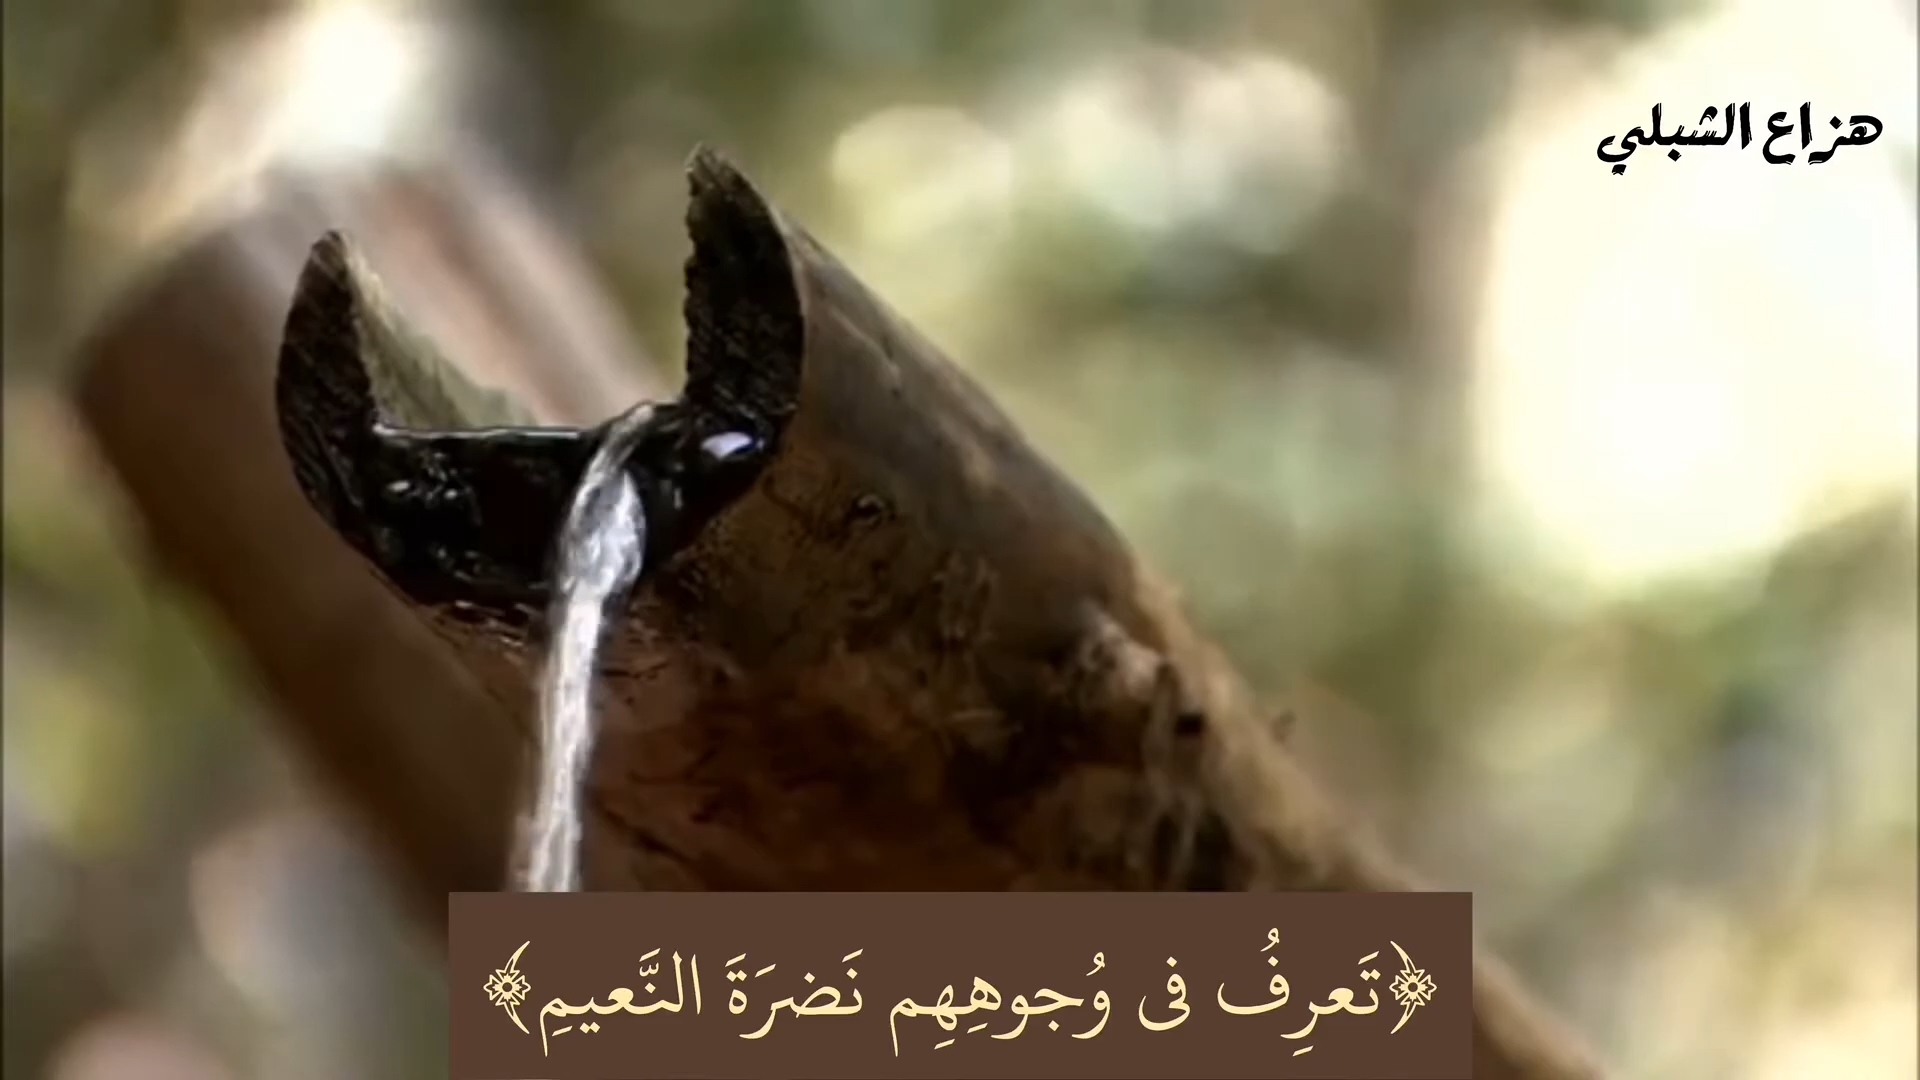 هزاع الشبلي
﴿تَعرِفُ فى وُجوهِهِم نَضرَةَ النَّعيمِ﴾